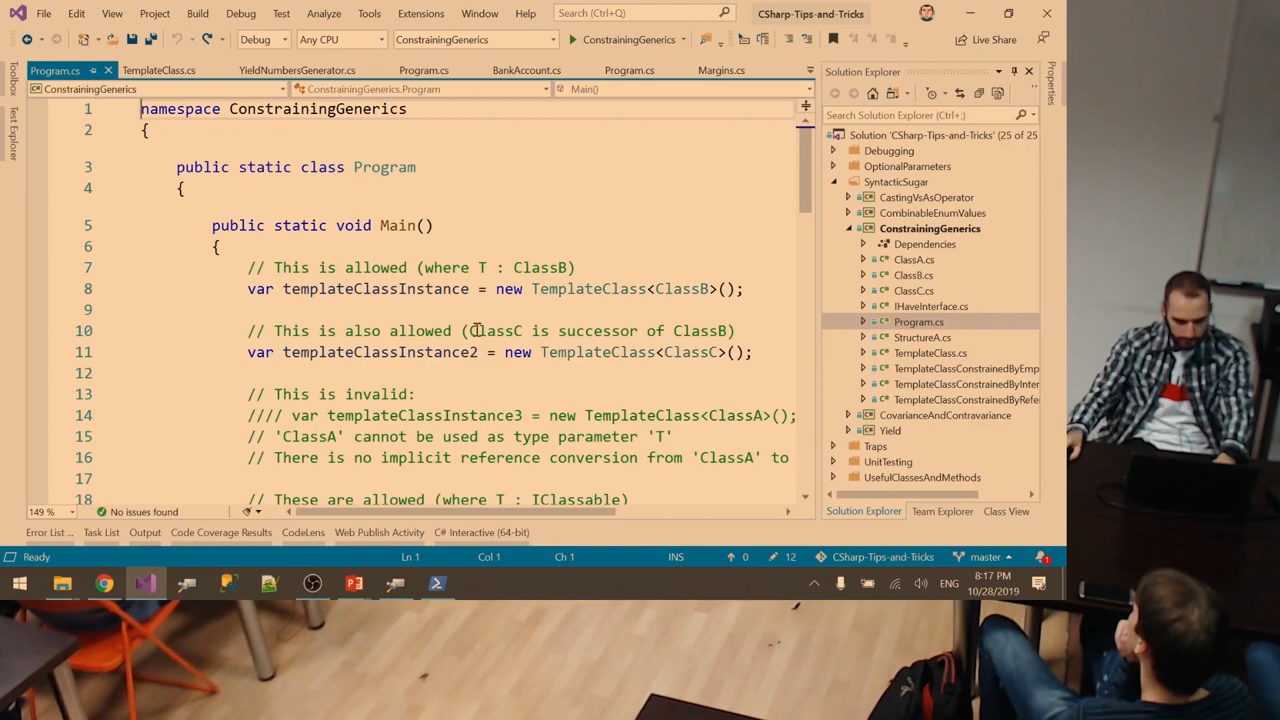 File Edit View Project Build Debug Test Analyze Tools Extensions Window Help Search (Ctrl+Q) CSharp-Tips-and-Tricks
Debug Any CPU ConstrainingGenerics ConstrainingGenerics Live Share
Program.cs TemplateClass.cs YieldNumbersGenerator.cs Program.cs BankAccount.cs Program.cs Margins.cs
ConstrainingGenerics ConstrainingGenerics.Program Main()
Toolbox
Test Explorer
1 namespace ConstrainingGenerics
2 {
3 public static class Program
4 {
5 public static void Main()
6 {
7 // This is allowed (where T : ClassB)
8 var templateClassInstance = new TemplateClass<ClassB>();
9
10 // This is also allowed (ClassC is successor of ClassB)
11 var templateClassInstance2 = new TemplateClass<ClassC>();
12
13 // This is invalid:
14 //// var templateClassInstance3 = new TemplateClass<ClassA>();
15 // 'ClassA' cannot be used as type parameter 'T'
16 // There is no implicit reference conversion from 'ClassA' to
17
18 // These are allowed (where T : IClassable)
149 % No issues found
Solution Explorer
Search Solution Explorer (Ctrl+;)
Solution 'CSharp-Tips-and-Tricks' (25 of 25
Debugging
OptionalParameters
SyntacticSugar
CastingVsAsOperator
CombinableEnumValues
ConstrainingGenerics
Dependencies
ClassA.cs
ClassB.cs
ClassC.cs
IHaveInterface.cs
Program.cs
StructureA.cs
TemplateClass.cs
TemplateClassConstrainedByEmp
TemplateClassConstrainedByInter
TemplateClassConstrainedByRefe
CovarianceAndContravariance
Yield
Traps
UnitTesting
UsefulClassesAndMethods
Solution Explorer Team Explorer Class View
Properties
Error List ... Task List Output Code Coverage Results CodeLens Web Publish Activity C# Interactive (64-bit)
Ready Ln 1 Col 1 Ch 1 INS 0 12 CSharp-Tips-and-Tricks master 1
ENG 8:17 PM
10/28/2019